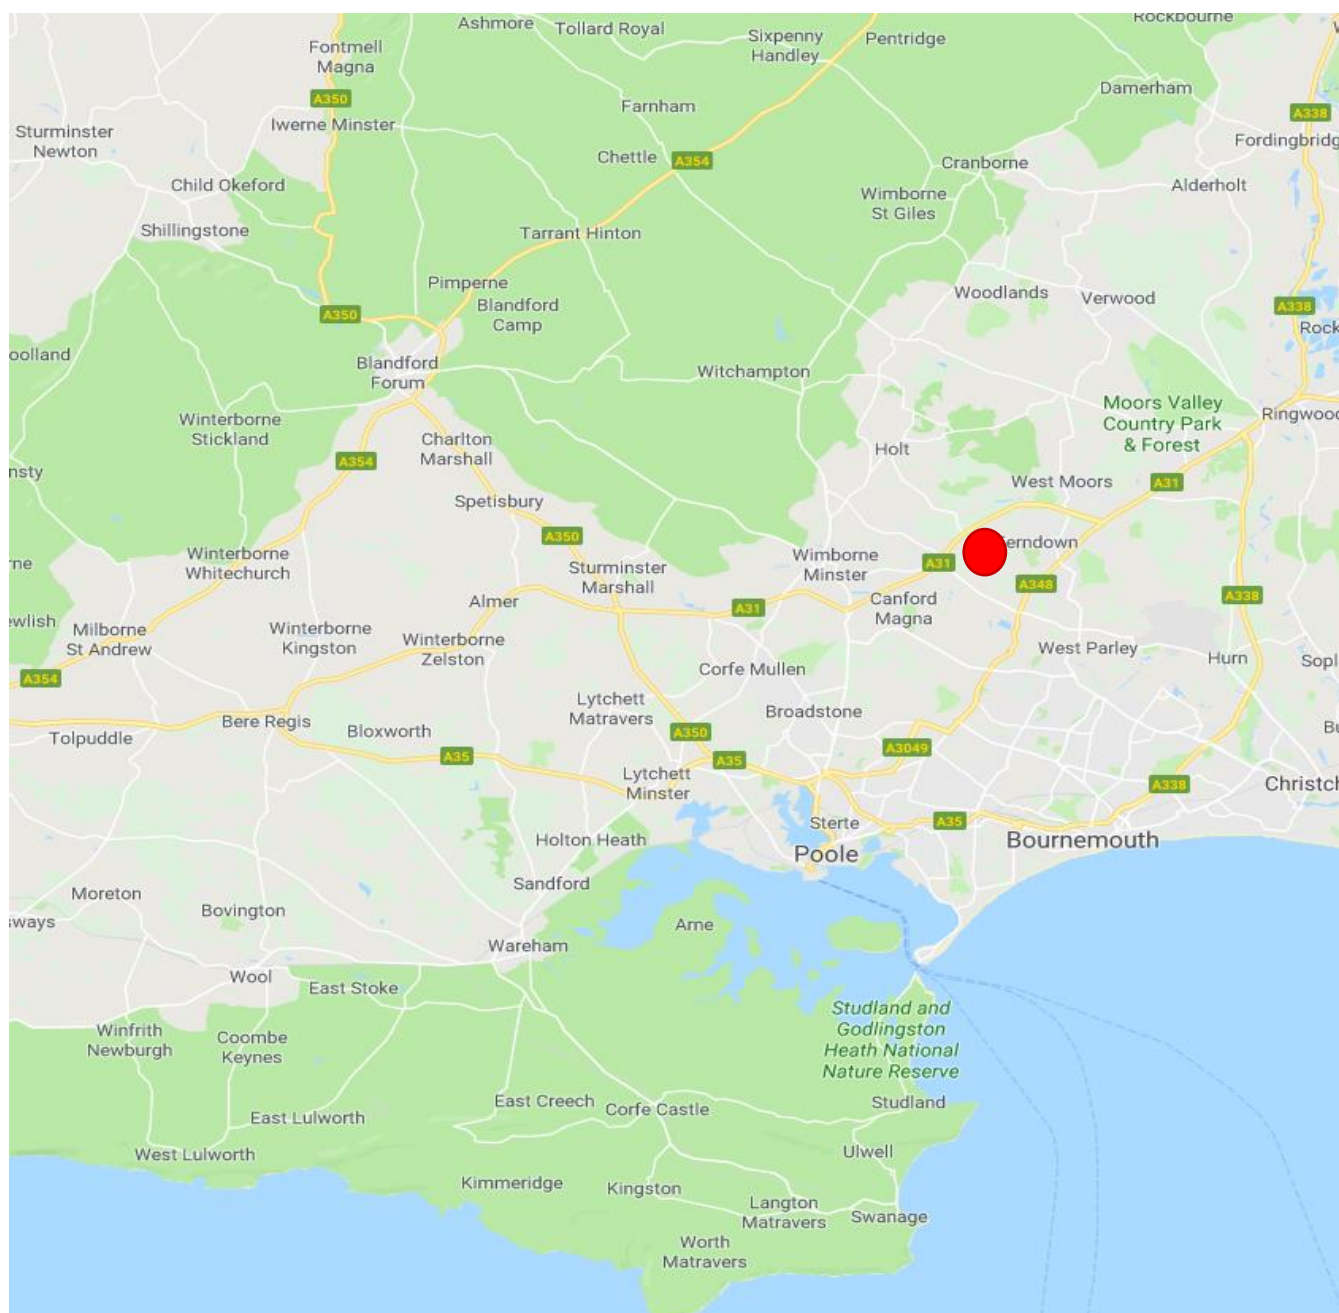 Ashmore
Tollard Royal
Rockbourne
Sixpenny
Handley
Pentridge
Fontmell
Magna
Damerham
A350
Farnham
A338
Iwerne Minster
Sturminster
Newton
Fordingbridg
Chettle
A354
Cranborne
Child Okeford
Alderholt
Wimborne
St Giles
Shillingstone
Tarrant Hinton
Pimperne
Woodlands
Verwood
Blandford
Camp
A338
A350
Rock
oolland
Blandford
Forum
Witchampton
Moors Valley
Country Park
& Forest
Ringwood
Winterborne
Stickland
Charlton
Marshall
Holt
A354
nsty
West Moors
A31
Spetisbury
A350
erndown
Winterborne
Whitechurch
Wimborne
Minster
A31
ne
Sturminster
Marshall
A348
A338
Almer
A31
Canford
Magna
ewlish
Milborne
St Andrew
Winterborne
Kingston
Winterborne
Zelston
West Parley
Hurn
Sopl
A354
Corfe Mullen
Lytchett
Matravers
Broadstone
Bere Regis
Bloxworth
Tolpuddle
A350
Bu
A3049
A35
A35
Lytchett
Minster
A338
Christch
Sterte
A35
Holton Heath
Poole
Bournemouth
Sandford
Moreton
Bovington
sways
Arne
Wareham
Wool
East Stoke
Studland and
Godlingston
Heath National
Nature Reserve
Winfrith
Newburgh
Coombe
Keynes
East Creech
Corfe Castle
Studland
East Lulworth
West Lulworth
Ulwell
Kimmeridge
Kingston
Langton
Matravers
Swanage
Worth
Matravers